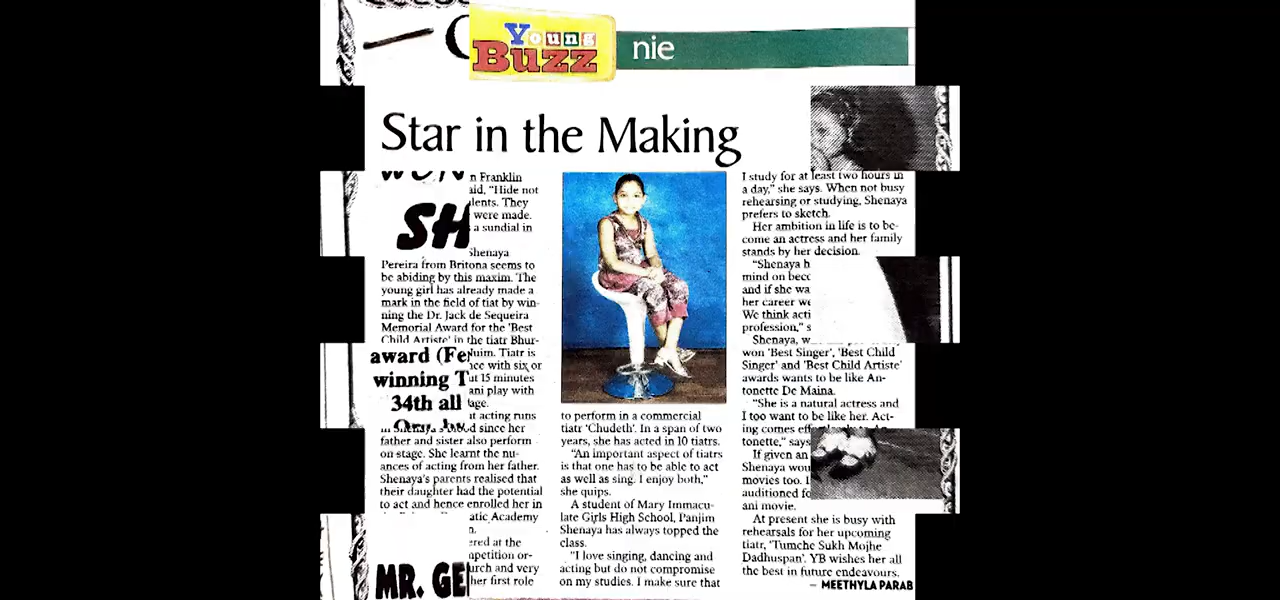 Young
Buzz
nie
Star in the Making
n Franklin
aid, "Hide not
lents. They
were made.
a sundial in
SH
Shenaya
Pereira from Britona seems to
be abiding by this maxim. The
young girl has already made a
mark in the field of tiat by win-
ning the Dr. Jack de Sequeira
Memorial Award for the 'Best
Child Artiste' in the tiatr Bhur-
award (Fe
winning T
34th all
luim. Tiatr is
nce with six or
ut 15 minutes
ani play with
tage.
at acting runs
since her
father and sister also perform
on stage. She learnt the nu-
ances of acting from her father.
Shenaya's parents realised that
their daughter had the potential
to act and hence enrolled her in
atic Academy
n.
ered at the
npetition or-
urch and very
her first role
MR. GE
to perform in a commercial
tiatr 'Chudeth'. In a span of two
years, she has acted in 10 tiatrs.
"An important aspect of tiatrs
is that one has to be able to act
as well as sing. I enjoy both,"
she quips.
A student of Mary Immacu-
late Girls High School, Panjim
Shenaya has always topped the
class.
"I love singing, dancing and
acting but do not compromise
on my studies. I make sure that
I study for at least two hours in
a day," she says. When not busy
rehearsing or studying, Shenaya
prefers to sketch.
Her ambition in life is to be-
come an actress and her family
stands by her decision.
"Shenaya h
mind on becc
and if she wa
her career we
We think acti
profession," s
Shenaya, w
won 'Best Singer', 'Best Child
Singer' and 'Best Child Artiste'
awards wants to be like An-
tonette De Maina.
"She is a natural actress and
I too want to be like her. Act-
ing comes
tonette," says
If given an
Shenaya wou
movies too. I
auditioned fo
ani movie.
At present she is busy with
rehearsals for her upcoming
tiatr, 'Tumche Sukh Mojhe
Dadhuspan'. YB wishes her all
the best in future endeavours.
– MEETHYLA PARAB